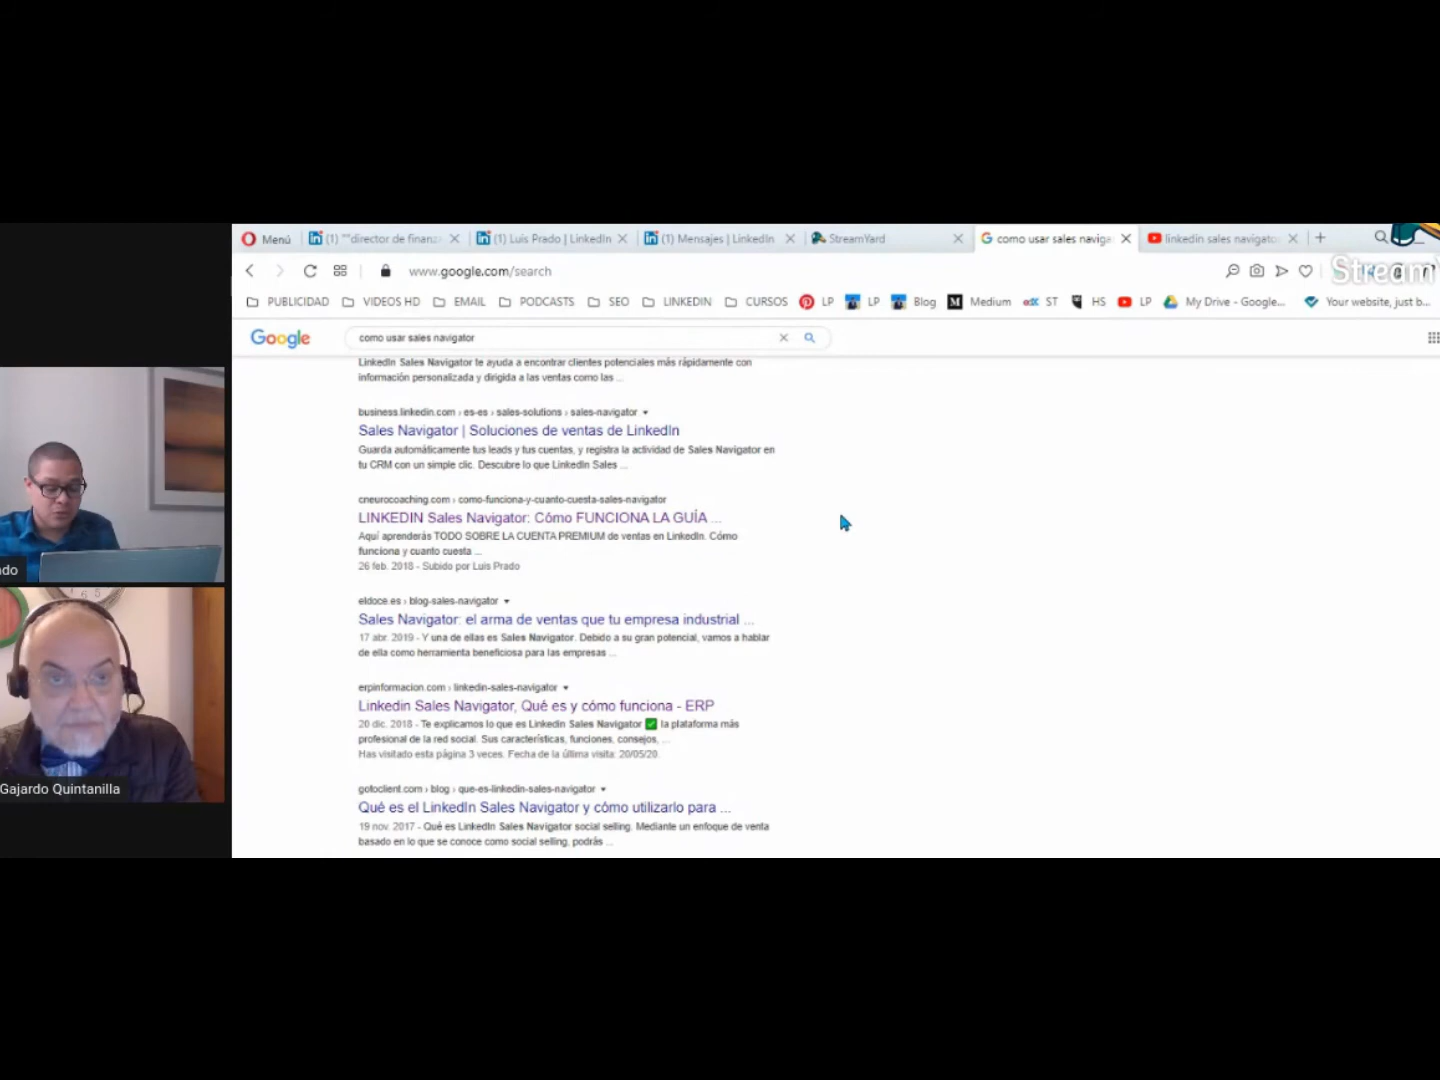 Menú
(1) ""director de finanz
(1) Luis Prado | LinkedIn
(1) Mensajes | LinkedIn
StreamYard
como usar sales naviga
linkedin sales navigato
www.google.com/search
Stream
PUBLICIDAD
VIDEOS HD
EMAIL
PODCASTS
SEO
LINKEDIN
CURSOS
LP
LP
Blog
Medium
edX ST
HS
LP
My Drive - Google...
Your website, just b...
Google
como usar sales navigator
LinkedIn Sales Navigator te ayuda a encontrar clientes potenciales más rápidamente con
información personalizada y dirigida a las ventas como las ...
business.linkedin.com › es-es › sales-solutions › sales-navigator
Sales Navigator | Soluciones de ventas de LinkedIn
Guarda automáticamente tus leads y tus cuentas, y registra la actividad de Sales Navigator en
tu CRM con un simple clic. Descubre lo que LinkedIn Sales ...
cneurocoaching.com › como-funciona-y-cuanto-cuesta-sales-navigator
LINKEDIN Sales Navigator: Cómo FUNCIONA LA GUÍA ...
Aquí aprenderás TODO SOBRE LA CUENTA PREMIUM de ventas en LinkedIn. Cómo
funciona y cuanto cuesta ...
26 feb. 2018 - Subido por Luis Prado
eldoce.es › blog-sales-navigator
Sales Navigator: el arma de ventas que tu empresa industrial ...
17 abr. 2019 - Y una de ellas es Sales Navigator. Debido a su gran potencial, vamos a hablar
de ella como herramienta beneficiosa para las empresas ...
erpinformacion.com › linkedin-sales-navigator
Linkedin Sales Navigator, Qué es y cómo funciona - ERP
20 dic. 2018 - Te explicamos lo que es Linkedin Sales Navigator ✅ la plataforma más
profesional de la red social. Sus características, funciones, consejos, ...
Has visitado esta página 3 veces. Fecha de la última visita: 20/05/20.
gotoclient.com › blog › que-es-linkedin-sales-navigator
Qué es el LinkedIn Sales Navigator y cómo utilizarlo para ...
19 nov. 2017 - Qué es LinkedIn Sales Navigator social selling. Mediante un enfoque de venta
basado en lo que se conoce como social selling, podrás ...
do
Gajardo Quintanilla